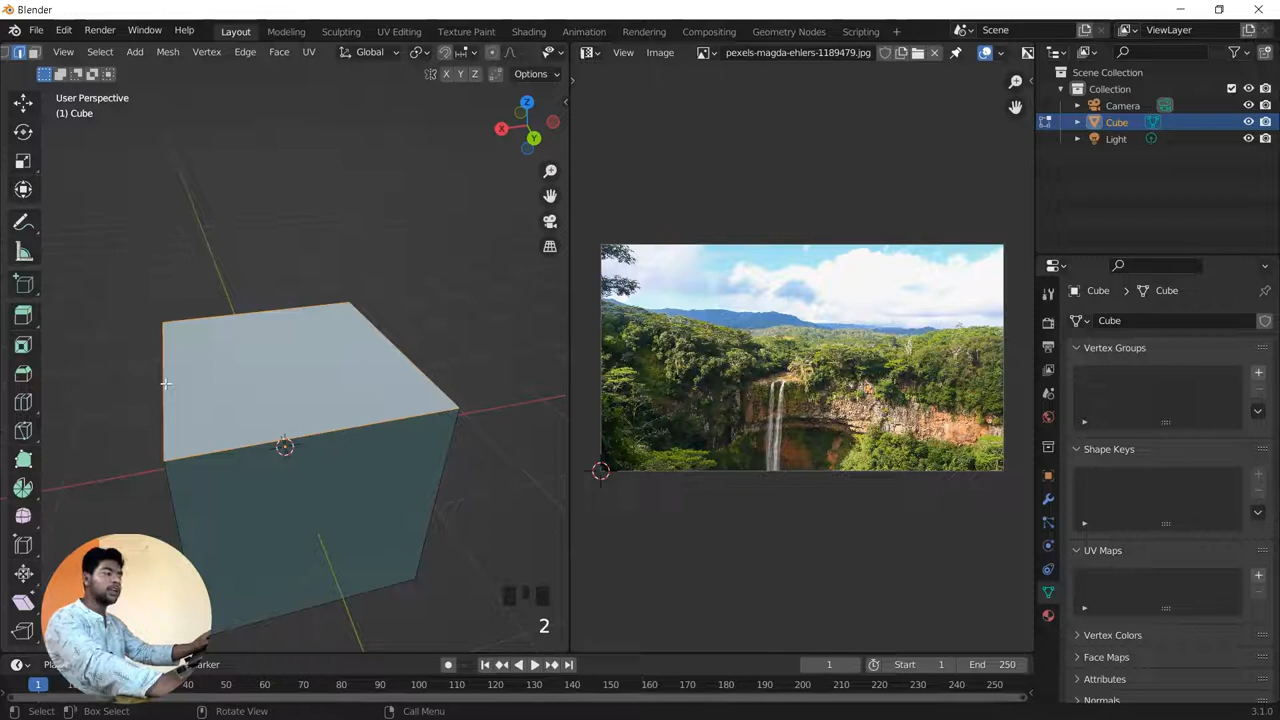 Blender
File Edit Render Window Help
Layout Modeling Sculpting UV Editing Texture Paint Shading Animation Rendering Compositing Geometry Nodes Scripting +
Scene
ViewLayer
View Select Add Mesh Vertex Edge Face UV
Global
View Image
pexels-magda-ehlers-1189479.jpg
X Y Z
Options
User Perspective
(1) Cube
Z
X
Y
2
Scene Collection
Collection
Camera
Cube
Light
Cube
Cube
Cube
Vertex Groups
Shape Keys
UV Maps
Vertex Colors
Face Maps
Attributes
Normals
Marker
1
Start 1
End 250
1
70 80 90 100 110 120 130 140 150 160 170 180 190 200 210 220 230 240 250
Select
Box Select
Rotate View
Call Menu
3.1.0